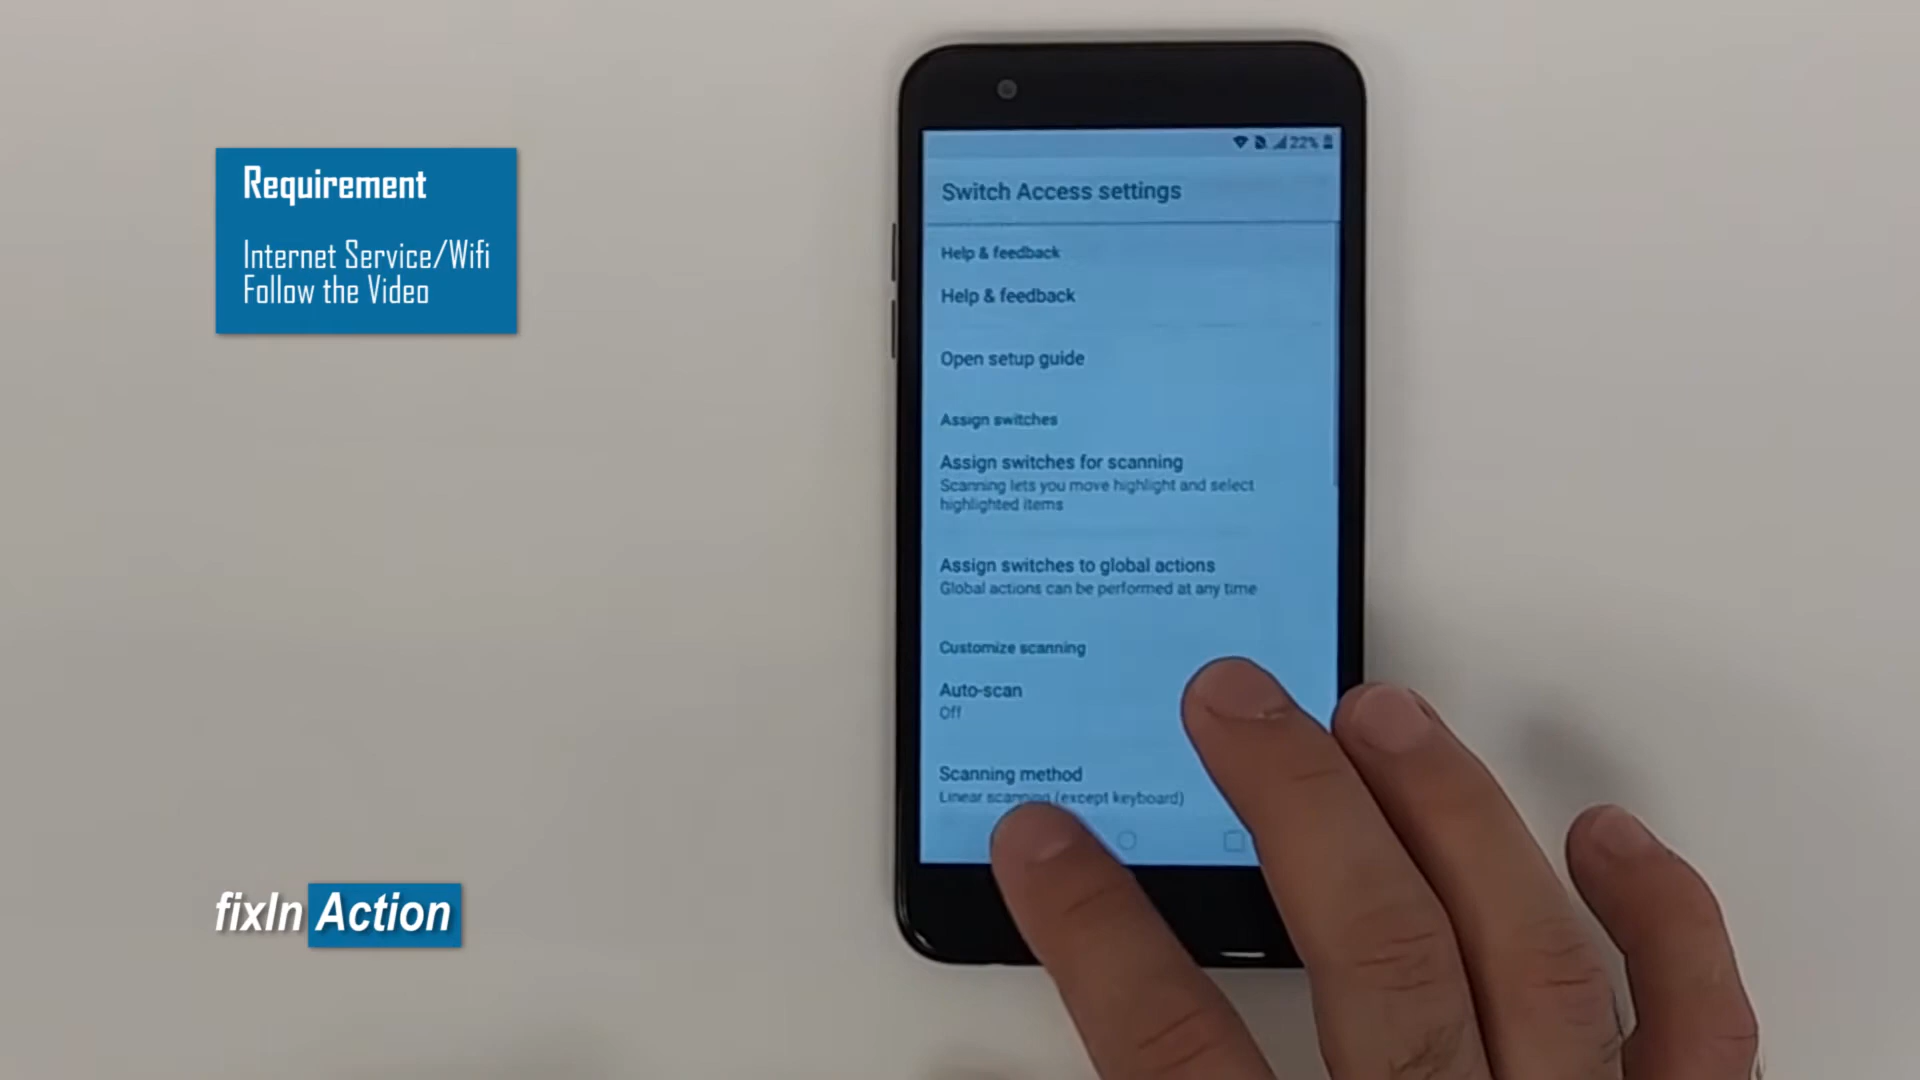 Requirement
Internet Service/Wifi
Follow the Video
22%
Switch Access settings
Help & feedback
Help & feedback
Open setup guide
Assign switches
Assign switches for scanning
Scanning lets you move highlight and select
highlighted items
Assign switches to global actions
Global actions can be performed at any time
Customize scanning
Auto-scan
Off
Scanning method
Linear scanning (except keyboard)
fixIn Action